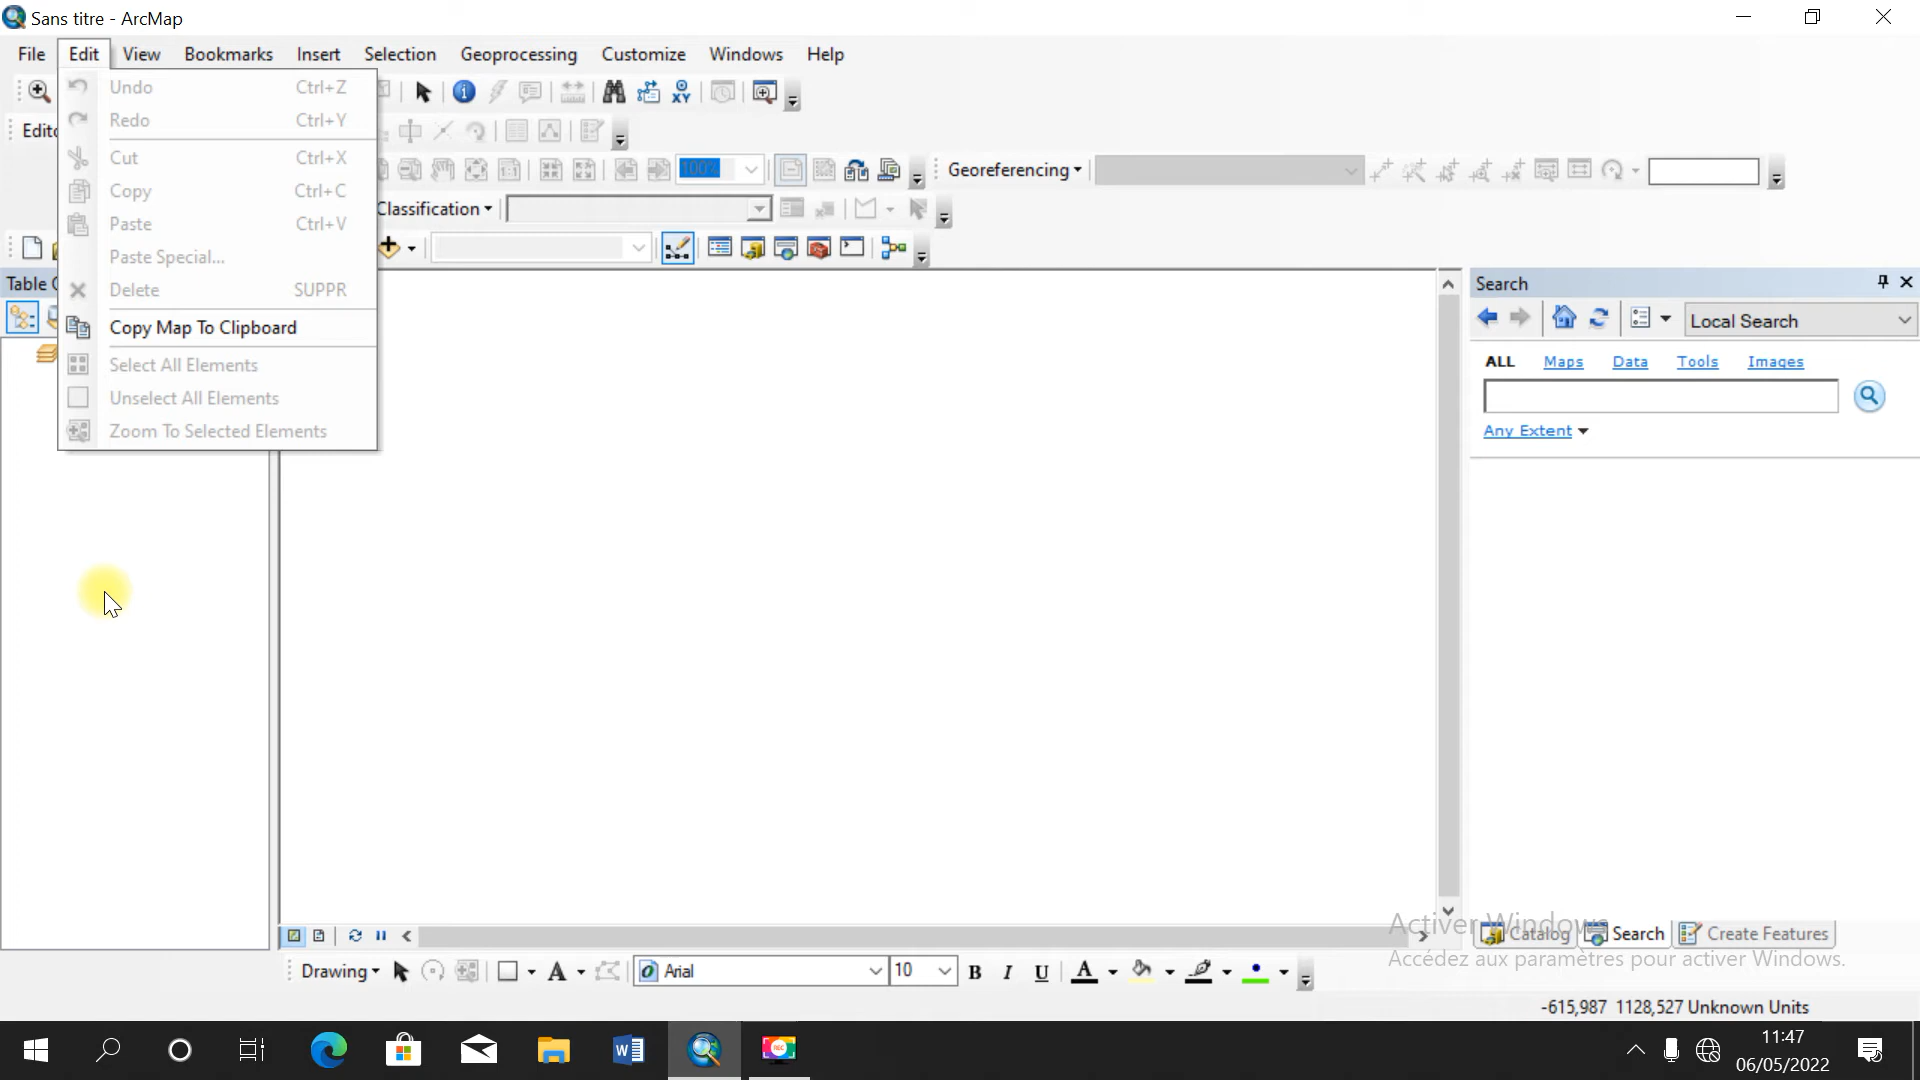 Sans titre - ArcMap
File Edit View Bookmarks Insert Selection Geoprocessing Customize Windows Help
Undo Ctrl+Z
Redo Ctrl+Y
Cut Ctrl+X
Copy Ctrl+C
Paste Ctrl+V
Paste Special...
Delete SUPPR
Copy Map To Clipboard
Select All Elements
Unselect All Elements
Zoom To Selected Elements
100%
Georeferencing
Classification
Table
Search
Local Search
ALL Maps Data Tools Images
Any Extent
Catalog Search Create Features
Activer Windows
Accédez aux paramètres pour activer Windows.
Drawing Arial 10 B I U A
-615,987 1128,527 Unknown Units
REC
11:47
06/05/2022